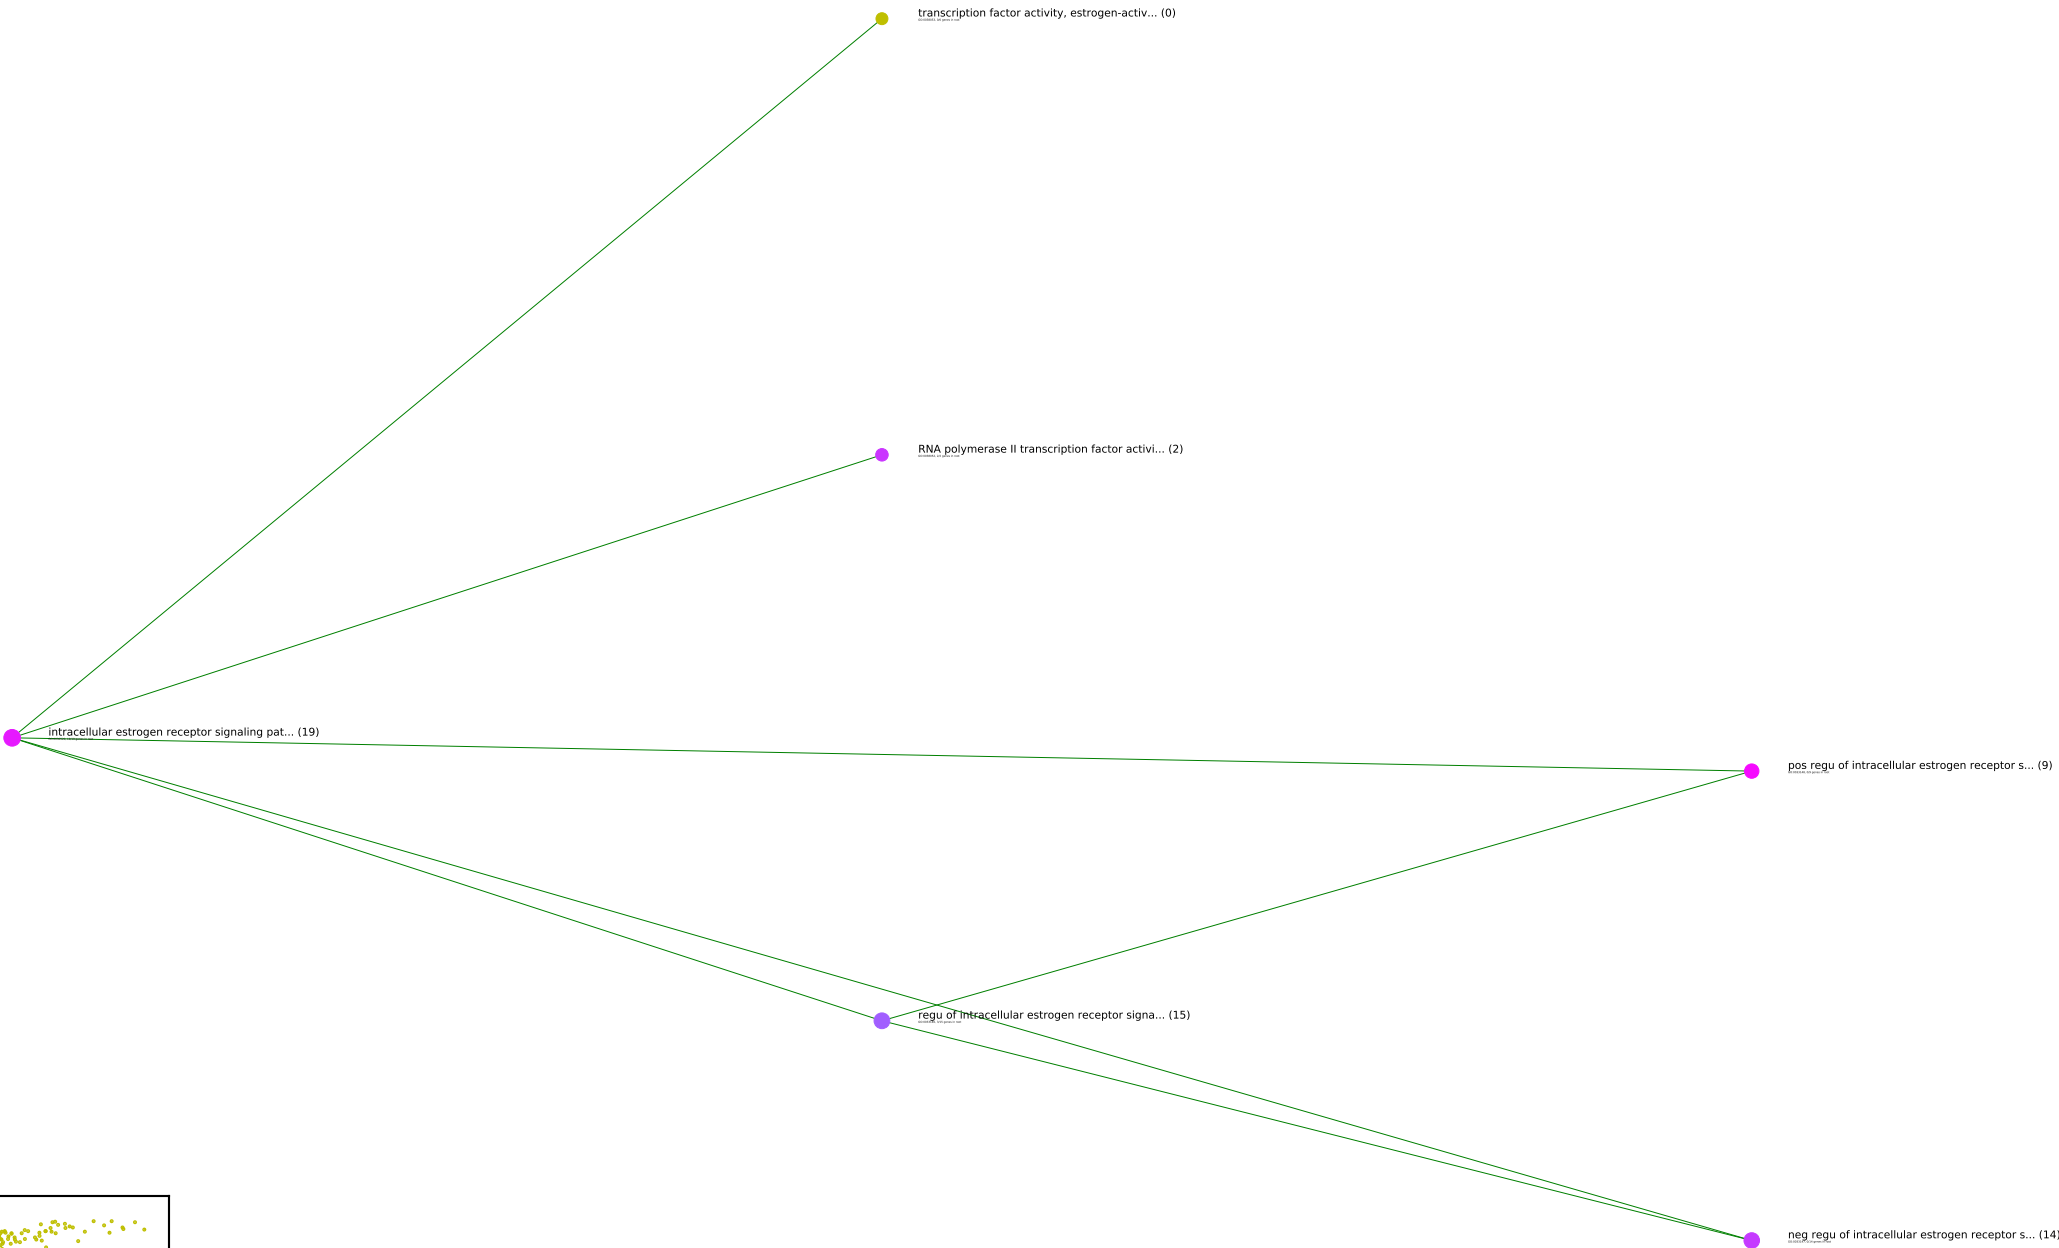 transcription factor activity, estrogen-activ... (0)
RNA polymerase II transcription factor activi... (2)
intracellular estrogen receptor signaling pat... (19)
pos regu of intracellular estrogen receptor s... (9)
regu of intracellular estrogen receptor signa... (15)
neg regu of intracellular estrogen receptor s... (14)